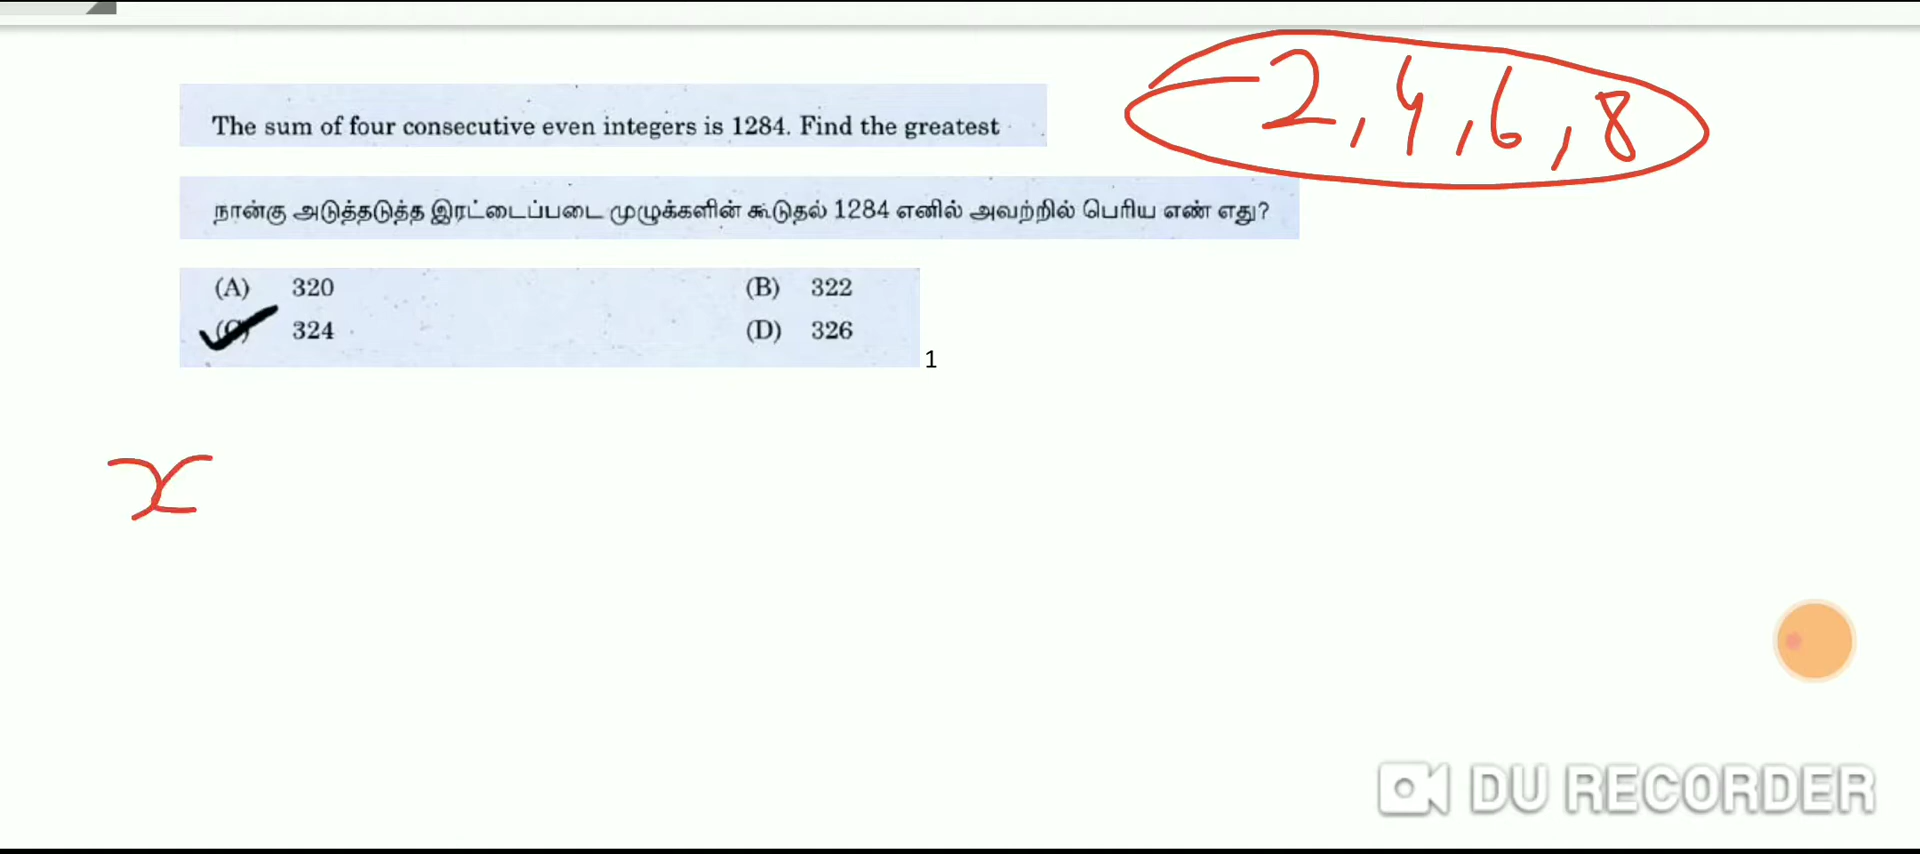 2, 4, 6, 8
The sum of four consecutive even integers is 1284. Find the greatest
நான்கு அடுத்தடுத்த இரட்டைப்படை முழுக்களின் கூடுதல் 1284 எனில் அவற்றில் பெரிய எண் எது?
(A) 320 (B) 322
(C) 324 (D) 326
1
x
DU RECORDER